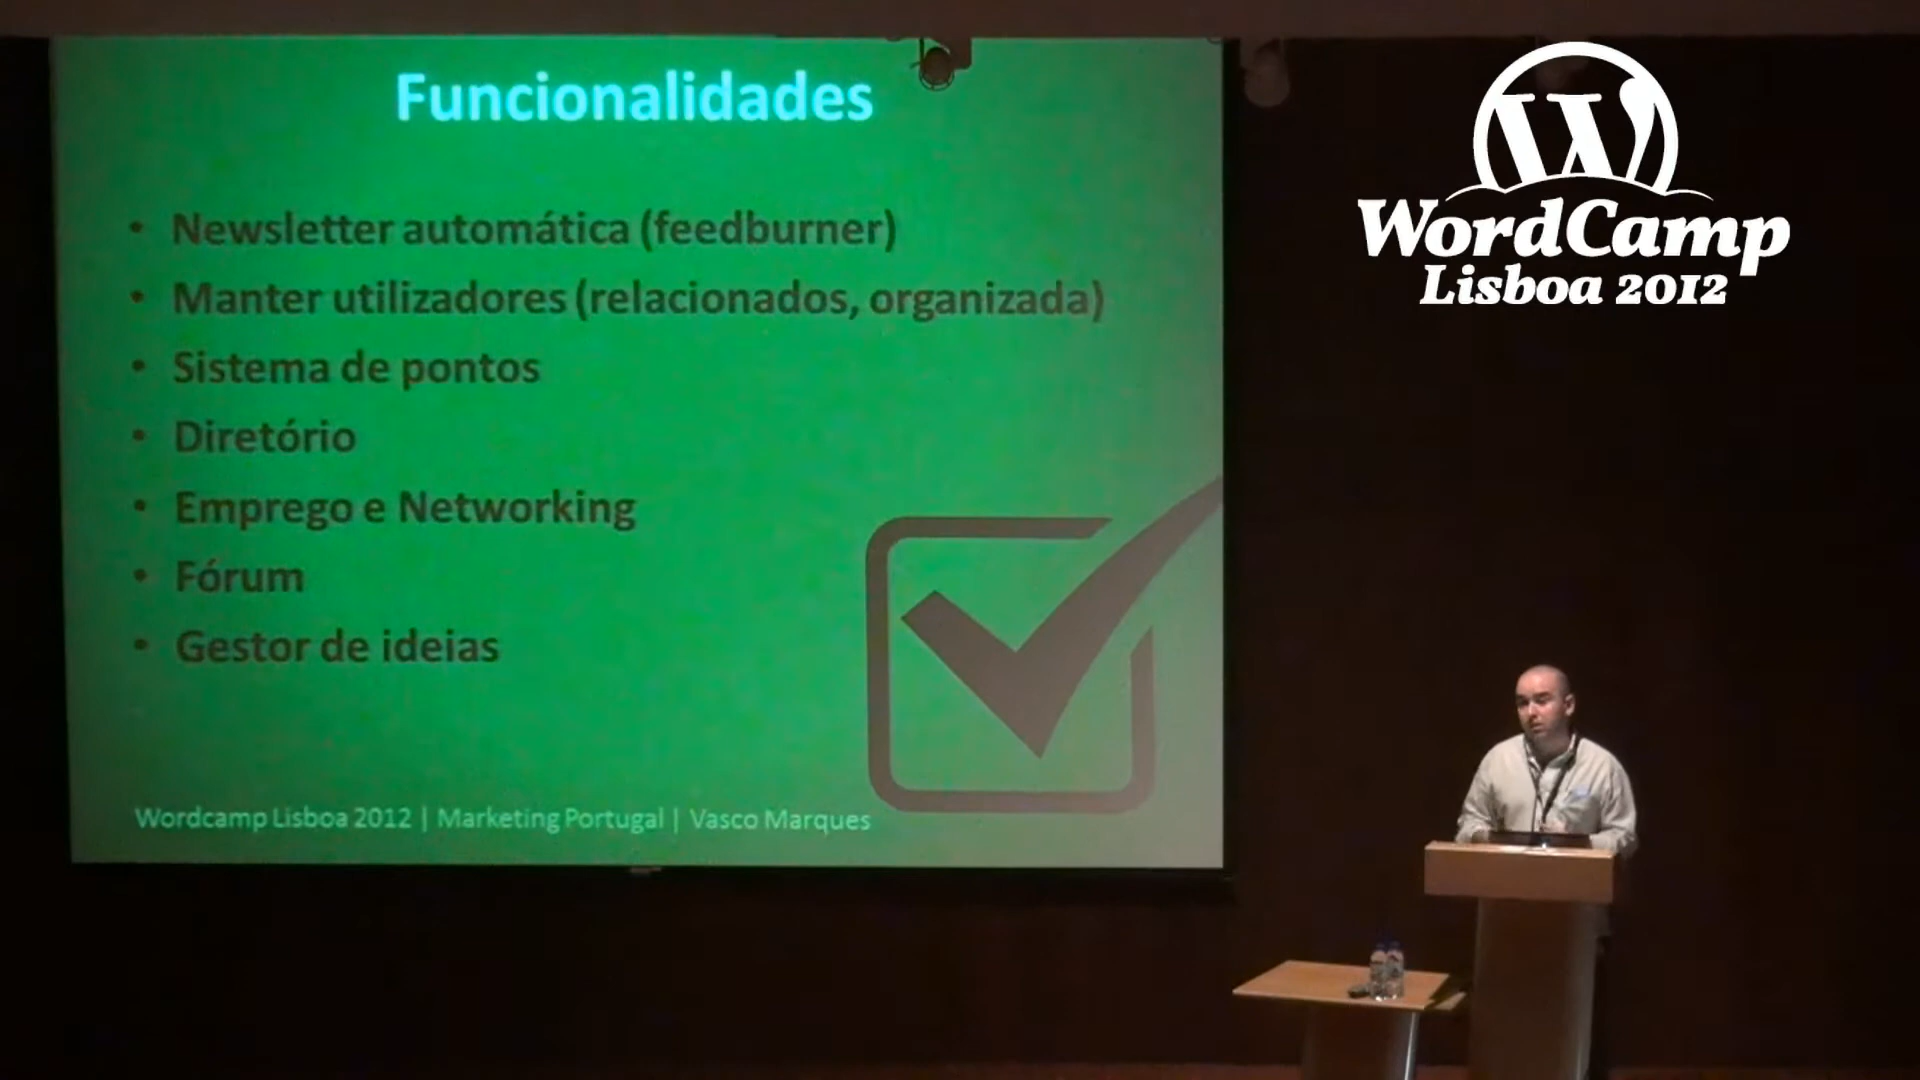 Funcionalidades
• Newsletter automática (feedburner)
• Manter utilizadores (relacionados, organizada)
• Sistema de pontos
• Diretório
• Emprego e Networking
• Fórum
• Gestor de ideias
Wordcamp Lisboa 2012 | Marketing Portugal | Vasco Marques
WordCamp
Lisboa 2012